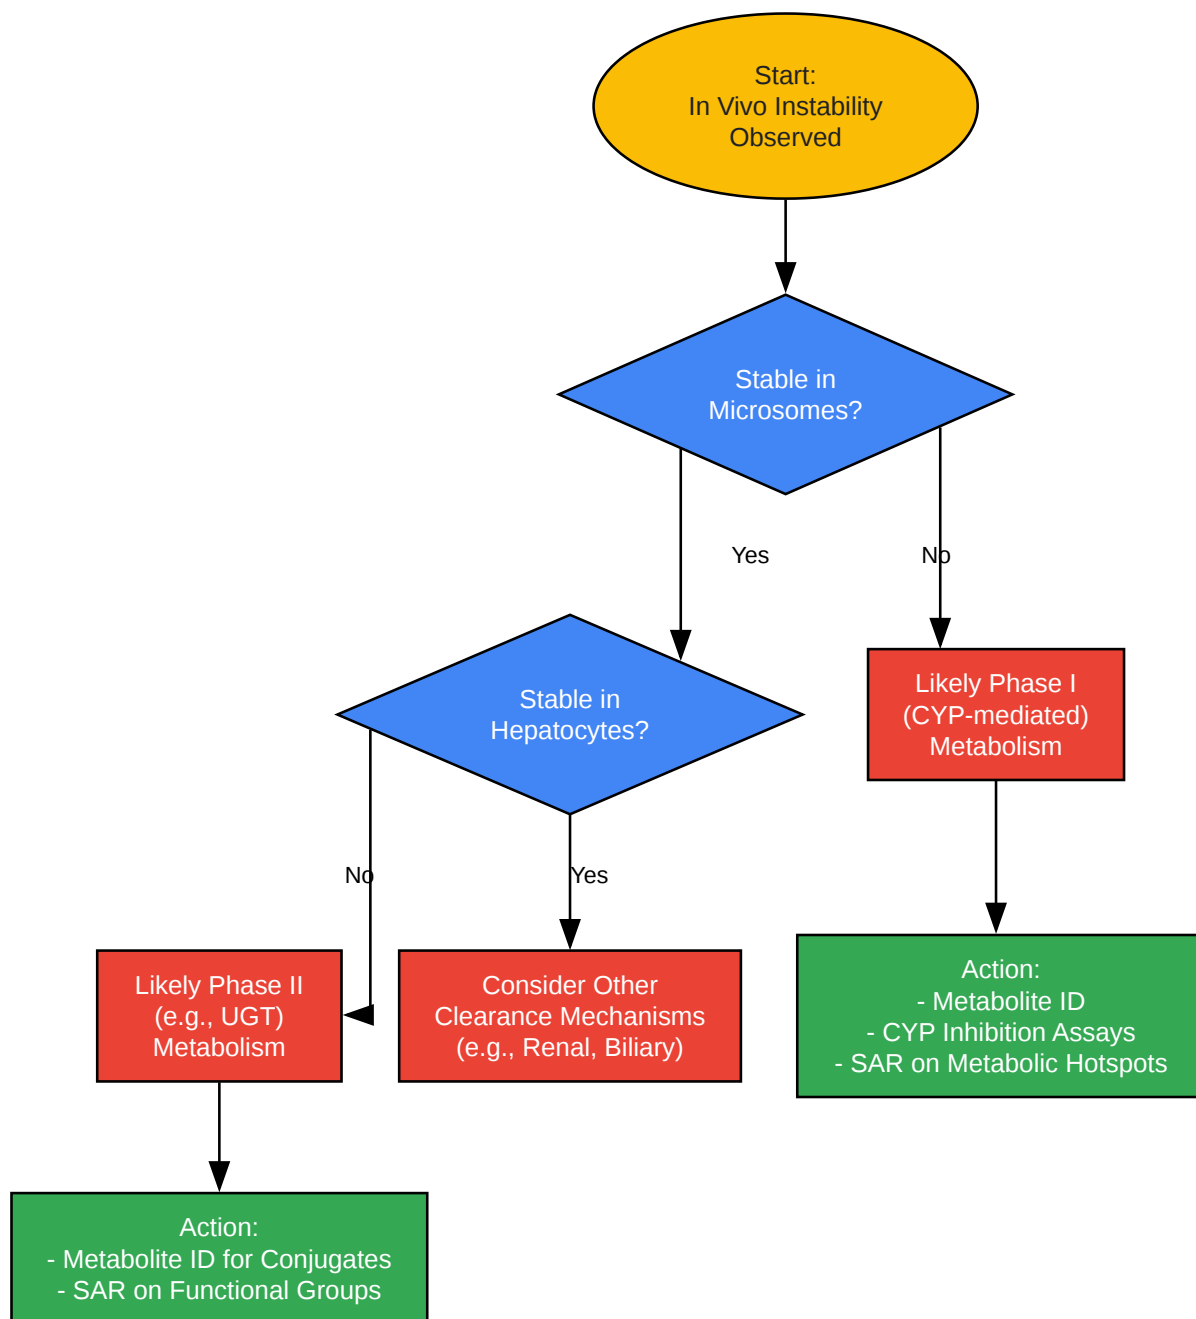 Start:
In Vivo Instability
Observed
Stable in
Microsomes?
Yes
No
Stable in
Hepatocytes?
Likely Phase I
(CYP-mediated)
Metabolism
No
Yes
Likely Phase II
(e.g., UGT)
Metabolism
Consider Other
Clearance Mechanisms
(e.g., Renal, Biliary)
Action:
- Metabolite ID
- CYP Inhibition Assays
- SAR on Metabolic Hotspots
Action:
- Metabolite ID for Conjugates
- SAR on Functional Groups